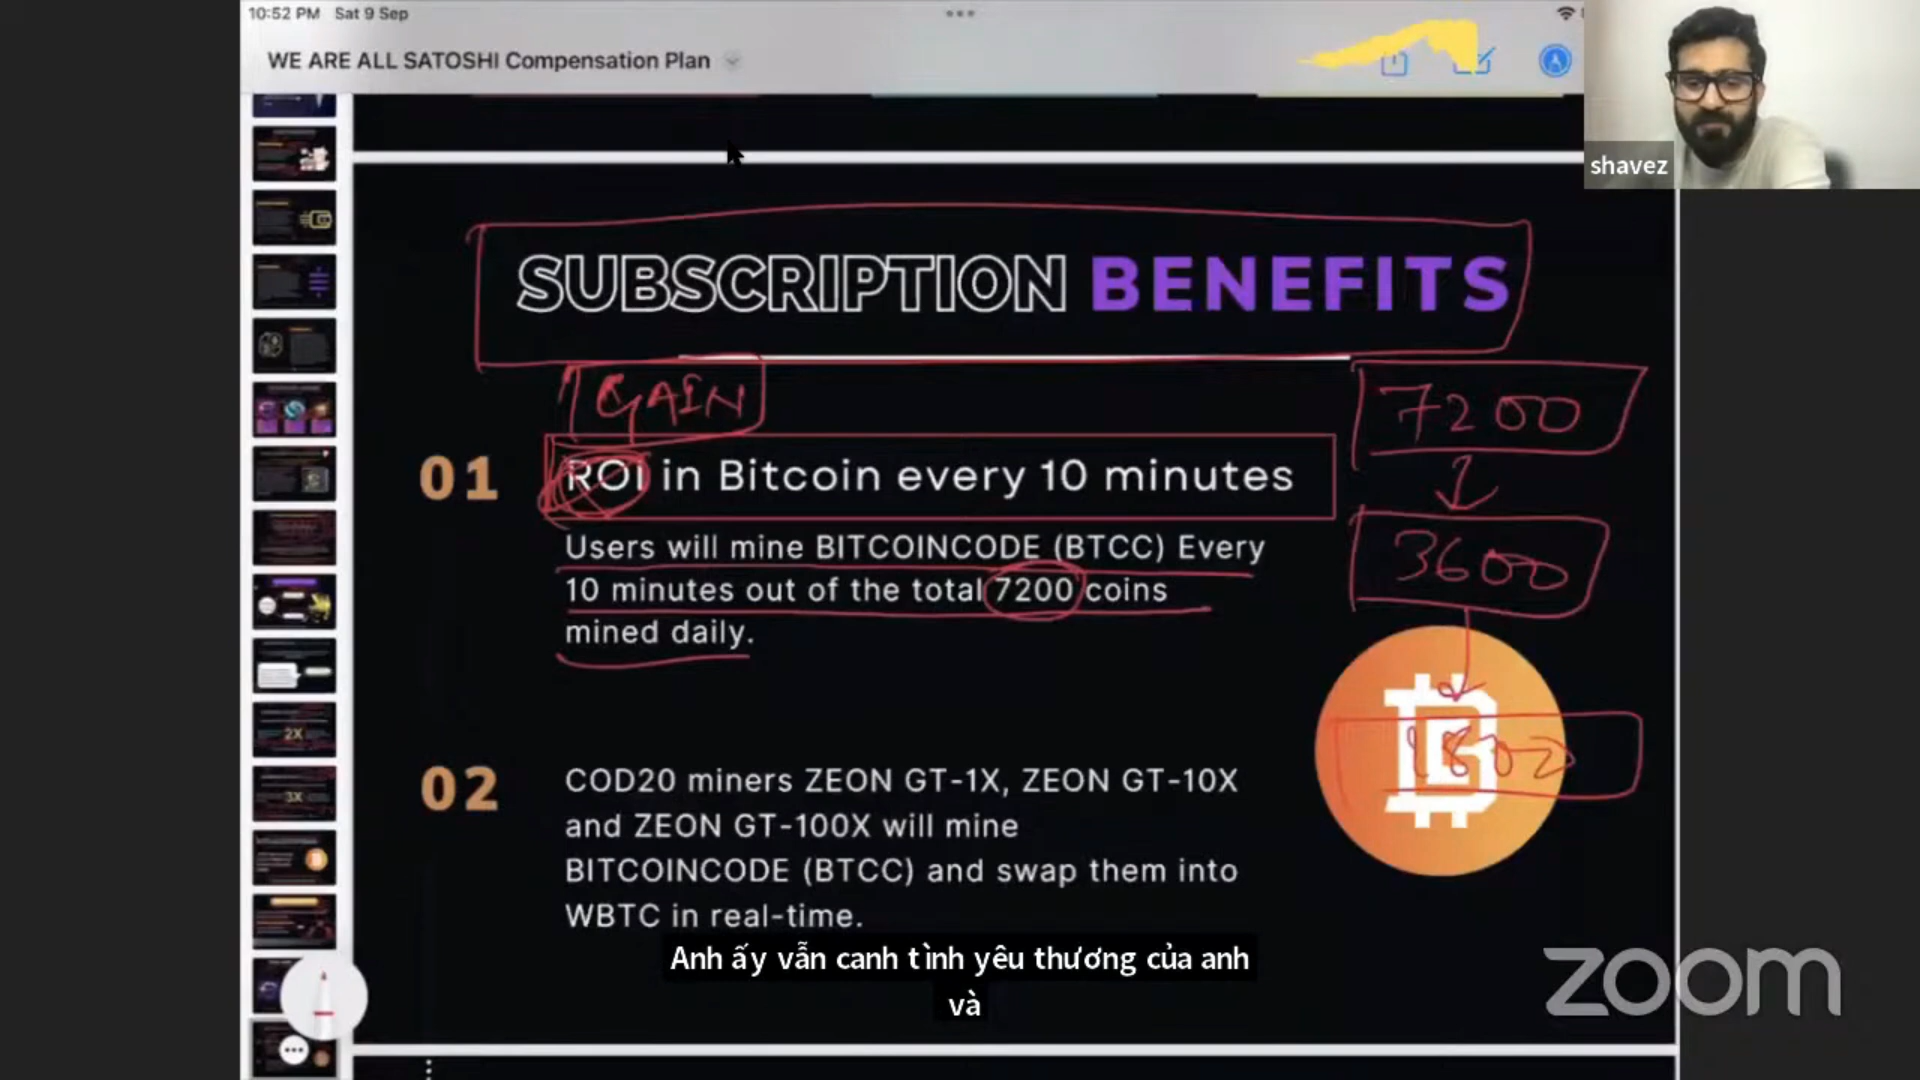 10:52 PM Sat 9 Sep
WE ARE ALL SATOSHI Compensation Plan
shavez
SUBSCRIPTION BENEFITS
GAIN
7200
01
ROI in Bitcoin every 10 minutes
Users will mine BITCOINCODE (BTCC) Every
10 minutes out of the total 7200 coins
mined daily.
3600
1800
02
COD20 miners ZEON GT-1X, ZEON GT-10X
and ZEON GT-100X will mine
BITCOINCODE (BTCC) and swap them into
WBTC in real-time.
2X
3X
Anh ấy vẫn canh tình yêu thương của anh
và
zoom